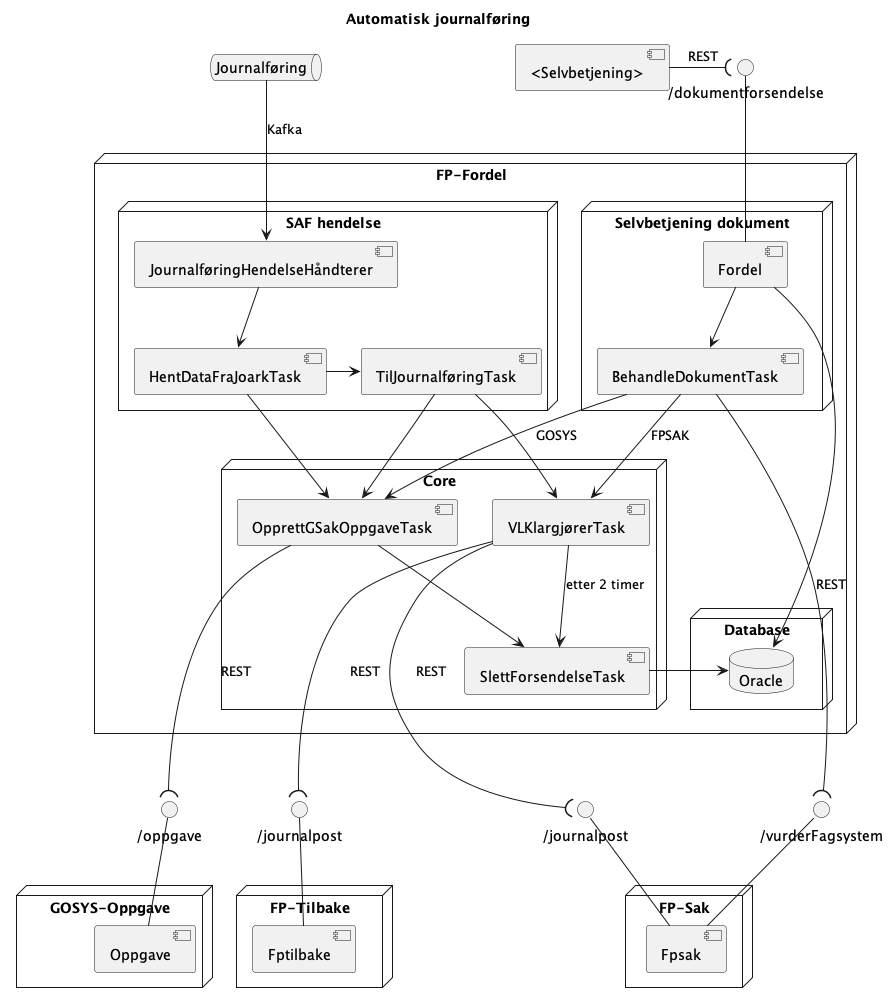 Automatisk journalføring
Journalføring
<Selvbetjening>
REST
/dokumentforsendelse
Kafka
FP-Fordel
SAF hendelse
Selvbetjening dokument
JournalføringHendelseHåndterer
Fordel
HentDataFraJoarkTask
TilJournalføringTask
BehandleDokumentTask
GOSYS
FPSAK
Core
OpprettGSakOppgaveTask
VLKlargjørerTask
etter 2 timer
REST
Database
SlettForsendelseTask
Oracle
REST
REST
REST
/oppgave
/journalpost
/journalpost
/vurderFagsystem
GOSYS-Oppgave
FP-Tilbake
FP-Sak
Oppgave
Fptilbake
Fpsak